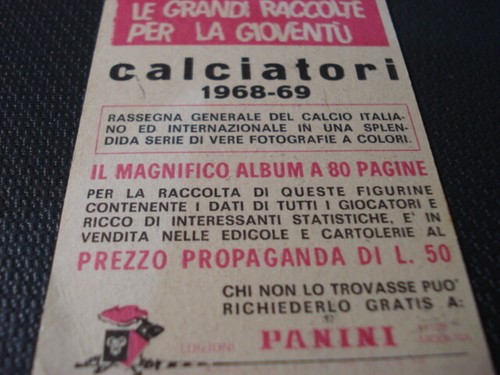 LE GRANDI RACCOLTE
PER LA GIOVENTÙ
calciatori
1968-69
RASSEGNA GENERALE DEL CALCIO ITALIA-
NO ED INTERNAZIONALE IN UNA SPLEN-
DIDA SERIE DI VERE FOTOGRAFIE A COLORI.
IL MAGNIFICO ALBUM A 80 PAGINE
PER LA RACCOLTA DI QUESTE FIGURINE
CONTENENTE I DATI DI TUTTI I GIOCATORI E
RICCO DI INTERESSANTI STATISTICHE, E' IN
VENDITA NELLE EDICOLE E CARTOLERIE AL
PREZZO PROPAGANDA DI L. 50
CHI NON LO TROVASSE PUO'
RICHIEDERLO GRATIS A:
EDIZIONI PANINI MODENA